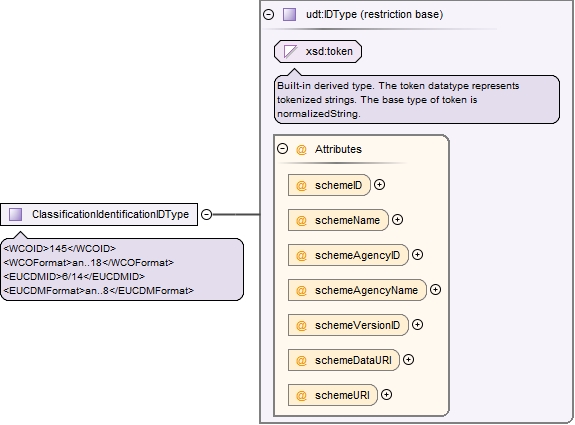 udt:IDType (restriction base)
xsd:token
Built-in derived type. The token datatype represents
tokenized strings. The base type of token is
normalizedString.
@ Attributes
@ schemeID
@ schemeName
@ schemeAgencyID
@ schemeAgencyName
@ schemeVersionID
@ schemeDataURI
@ schemeURI
ClassificationIdentificationIDType
<WCOID>145</WCOID>
<WCOFormat>an..18</WCOFormat>
<EUCDMID>6/14</EUCDMID>
<EUCDMFormat>an..8</EUCDMFormat>